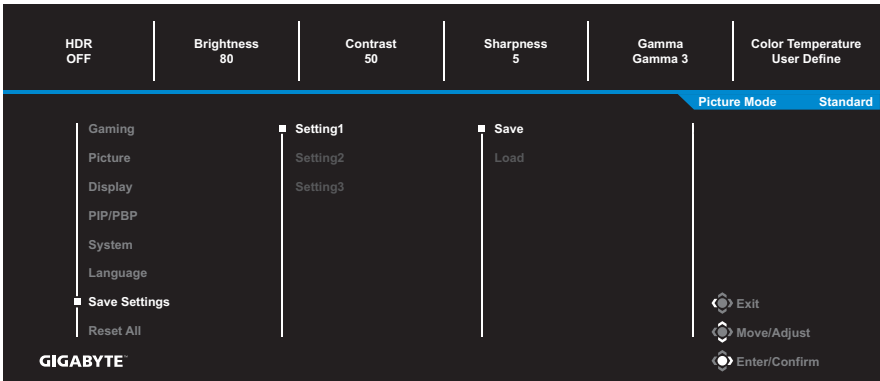 HDR Brightness Contrast Sharpness Gamma Color Temperature
OFF 80 50 5 Gamma 3 User Define
Picture Mode Standard
Gaming Setting1 Save
Picture Setting2 Load
Display Setting3
PIP/PBP
System
Language
Save Settings Exit
Reset All Move/Adjust
GIGABYTE™ Enter/Confirm